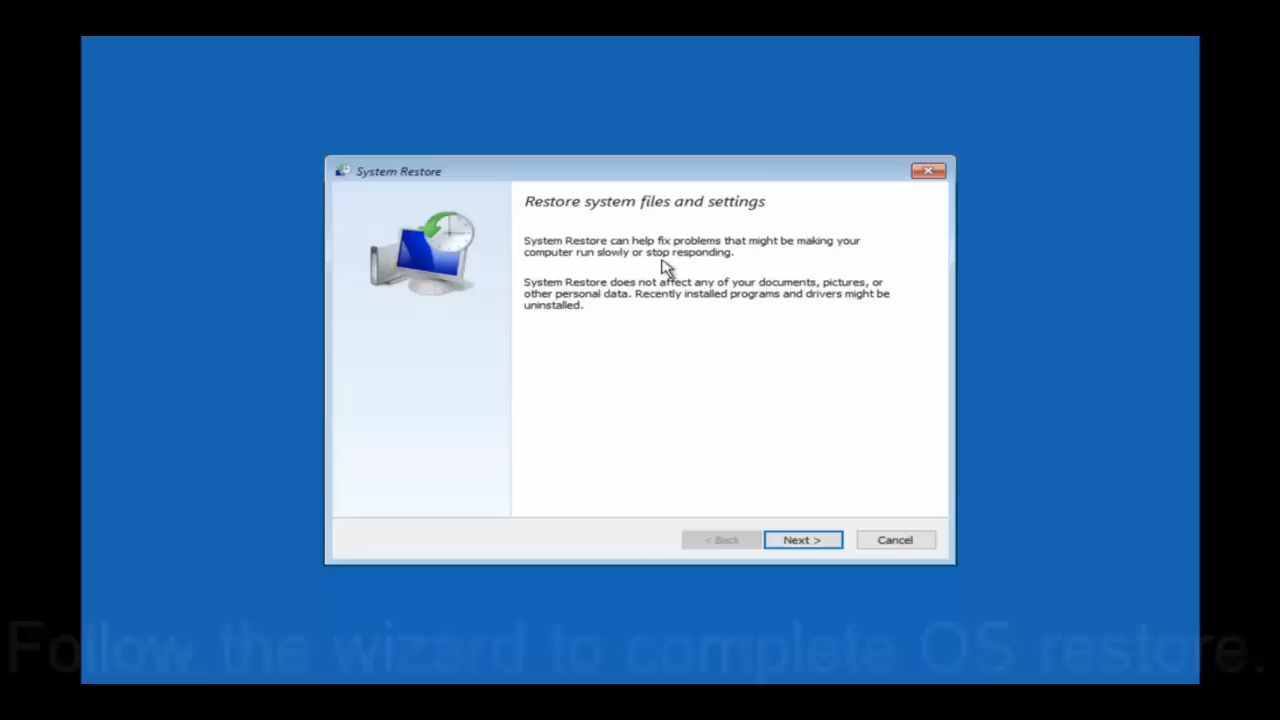 System Restore
Restore system files and settings
System Restore can help fix problems that might be making your
computer run slowly or stop responding.
System Restore does not affect any of your documents, pictures, or
other personal data. Recently installed programs and drivers might be
uninstalled.
< Back Next > Cancel
Follow the wizard to complete OS restore.